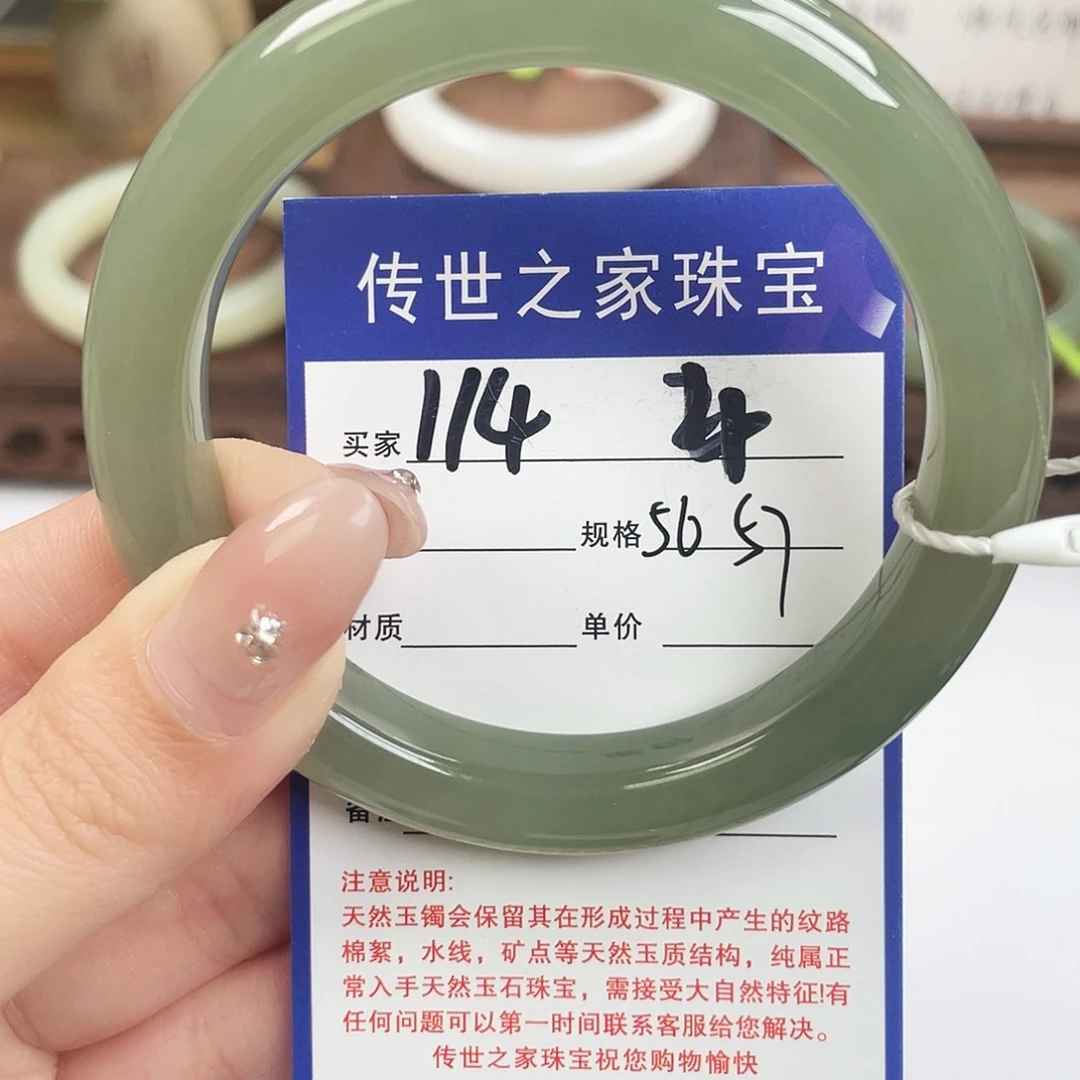 传世之家珠宝
买家 114
规格 56
材质 单价
注意说明:
天然玉镯会保留其在形成过程中产生的纹路
棉絮，水线，矿点等天然玉质结构，纯属正
常入手天然玉石珠宝，需接受大自然特征!有
任何问题可以第一时间联系客服给您解决。
传世之家珠宝祝您购物愉快